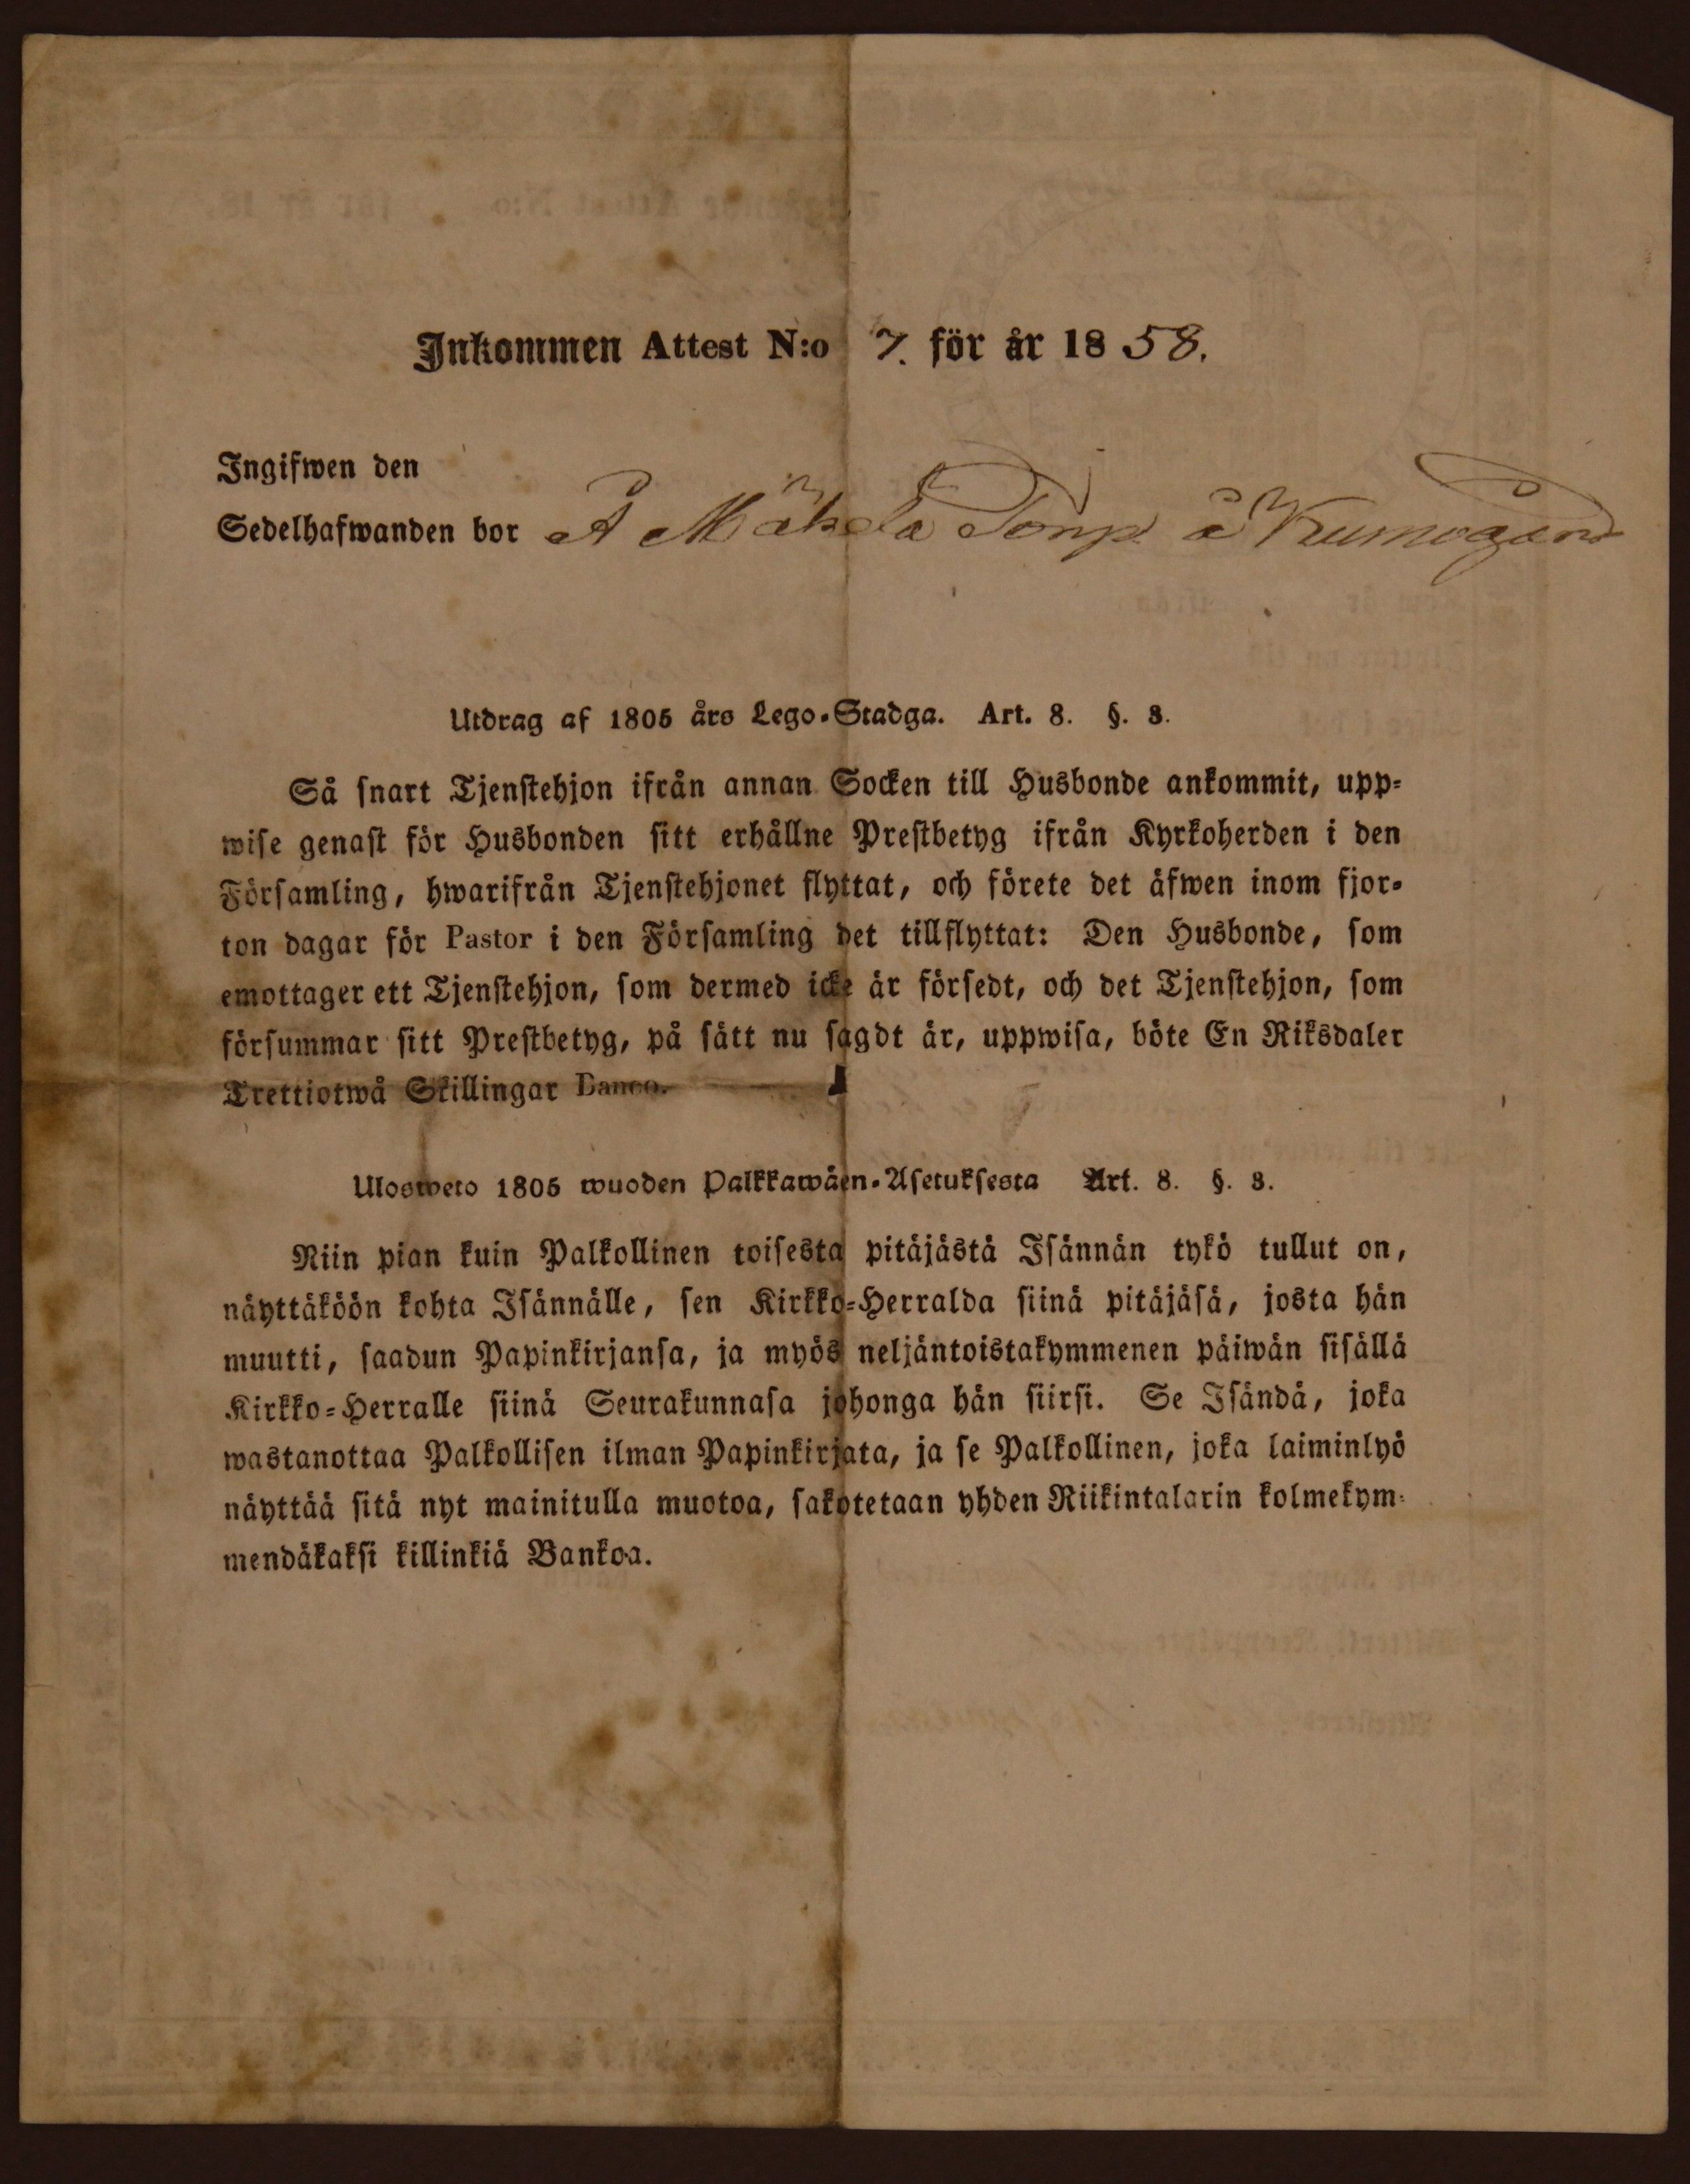 Inkommen Attest N:o 7. för år 1858.
Ingifwen den
Sedelhafwanden bor Å Mäkelä Torp å Kumogård
Utdrag af 1805 års Lego-Stadga. Art. 8. §. 3.
Så snart Tjenstehjon ifrån annan Socken till Husbonde ankommit, upp-
wise genast för Husbonden sitt erhållne Prestbetyg ifrån Kyrkoherden i den
Församling, hwarifrån Tjenstehjonet flyttat, och förete det äfwen inom fjor-
ton dagar för Pastor i den Församling det tillflyttat: Den Husbonde, som
emottager ett Tjenstehjon, som dermed icke är försedt, och det Tjenstehjon, som
försummar sitt Prestbetyg, på sätt nu sagdt är, uppwisa, böte En Riksdaler
Trettiotwå Skillingar Banco.
Ulosweto 1805 wuoden Palkkawäen-Asetuksesta Art. 8. §. 3.
Niin pian kuin Palkollinen toisesta pitäjästä Isännän tykö tullut on,
näyttäköön kohta Isännälle, sen Kirkko-Herralda siinä pitäjäsä, josta hän
muutti, saadun Papinkirjansa, ja myös neljäntoistakymmenen päiwän sisällä
Kirkko-Herralle siinä Seurakunnasa johonga hän siirsi. Se Isändä, joka
wastanottaa Palkollisen ilman Papinkirjata, ja se Palkollinen, joka laiminlyö
näyttää sitä nyt mainitulla muotoa, sakotetaan yhden Riikintalarin kolmekym-
mendäkaksi killinkiä Bankoa.